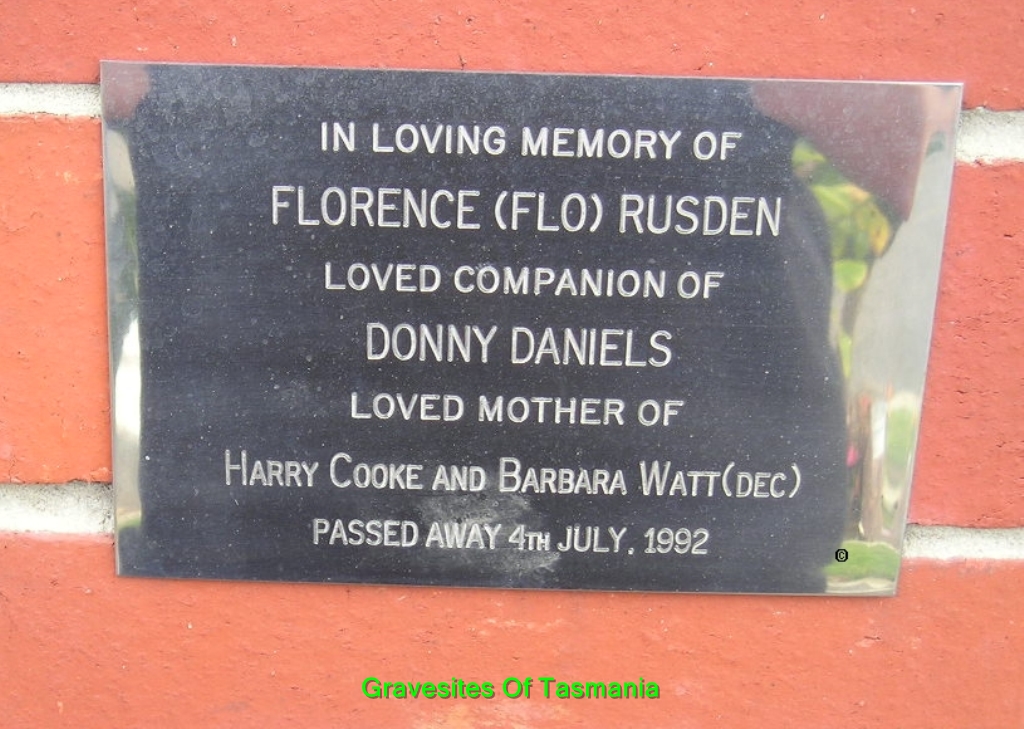 IN LOVING MEMORY OF
FLORENCE (FLO) RUSDEN
LOVED COMPANION OF
DONNY DANIELS
LOVED MOTHER OF
HARRY COOKE AND BARBARA WATT(DEC)
PASSED AWAY 4TH JULY, 1992
©
Gravesites Of Tasmania